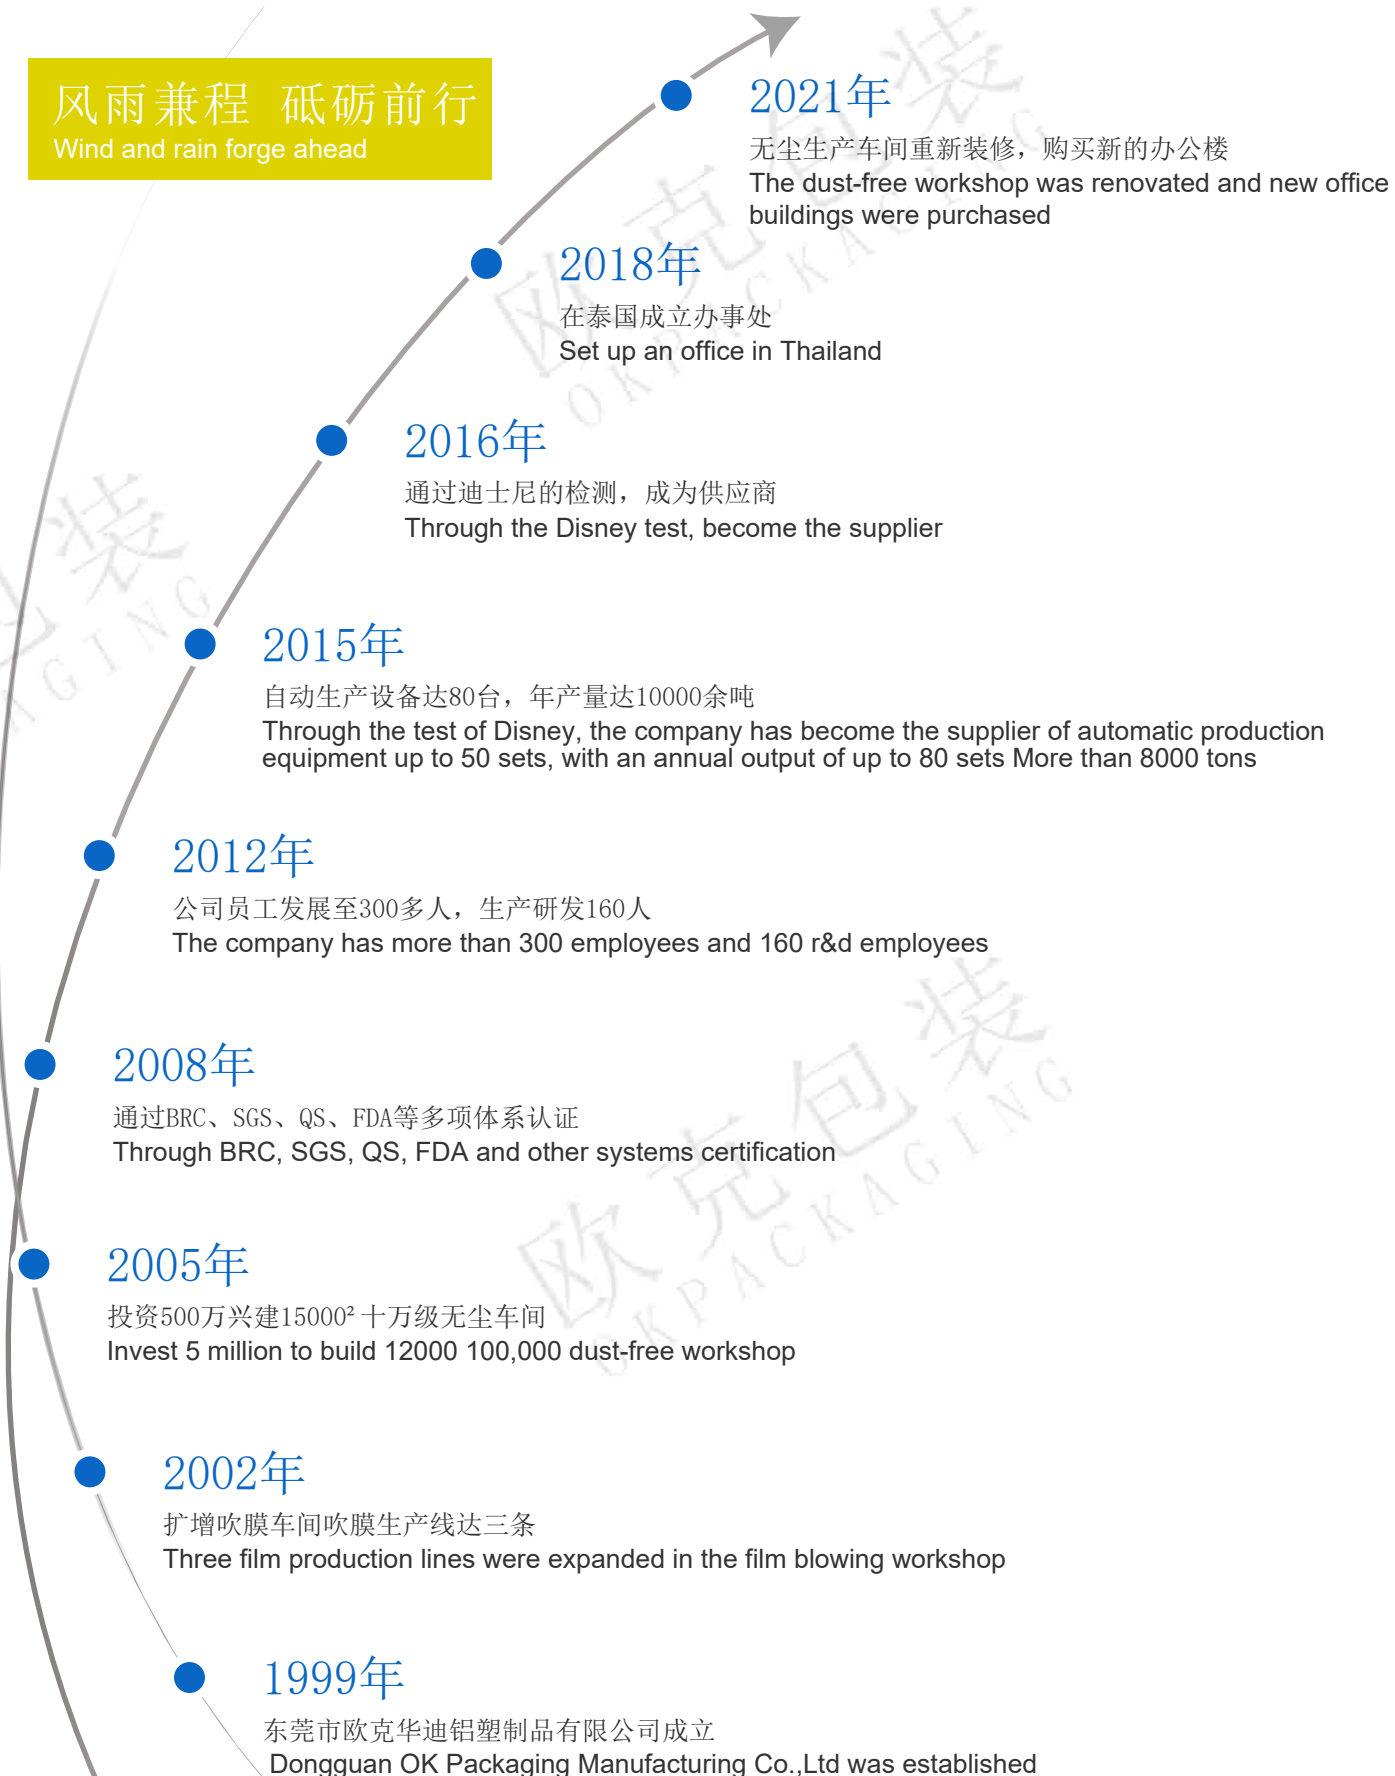 风雨兼程 砥砺前行
Wind and rain forge ahead
2021年
无尘生产车间重新装修，购买新的办公楼
The dust-free workshop was renovated and new office
buildings were purchased
2018年
在泰国成立办事处
Set up an office in Thailand
2016年
通过迪士尼的检测，成为供应商
Through the Disney test, become the supplier
2015年
自动生产设备达80台，年产量达10000余吨
Through the test of Disney, the company has become the supplier of automatic production
equipment up to 50 sets, with an annual output of up to 80 sets More than 8000 tons
2012年
公司员工发展至300多人，生产研发160人
The company has more than 300 employees and 160 r&d employees
2008年
通过BRC、SGS、QS、FDA等多项体系认证
Through BRC, SGS, QS, FDA and other systems certification
2005年
投资500万兴建15000² 十万级无尘车间
Invest 5 million to build 12000 100,000 dust-free workshop
2002年
扩增吹膜车间吹膜生产线达三条
Three film production lines were expanded in the film blowing workshop
1999年
东莞市欧克华迪铝塑制品有限公司成立
Dongguan OK Packaging Manufacturing Co.,Ltd was established
欧克包装
OKPACKAGING
包装
AGING
欧克包装
OKPACKAGING